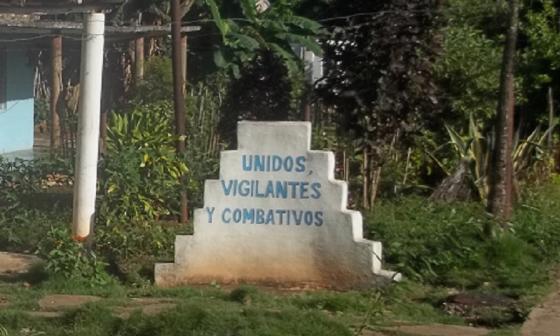 UNIDOS,
VIGILANTES
Y COMBATIVOS